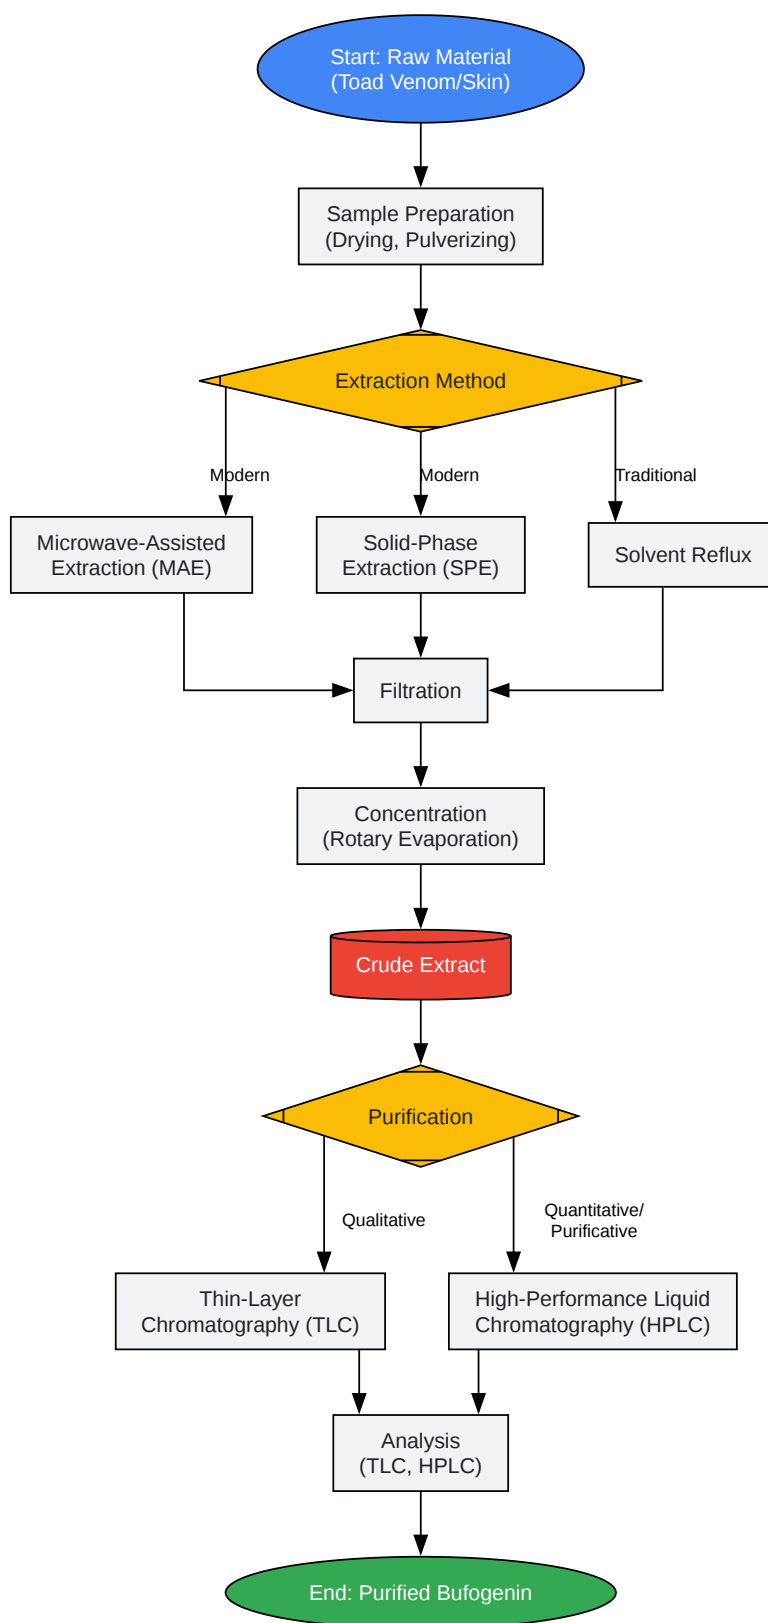 Start: Raw Material
(Toad Venom/Skin)
Sample Preparation
(Drying, Pulverizing)
Extraction Method
Modern
Modern
Traditional
Microwave-Assisted
Extraction (MAE)
Solid-Phase
Extraction (SPE)
Solvent Reflux
Filtration
Concentration
(Rotary Evaporation)
Crude Extract
Purification
Qualitative
Quantitative/
Purificative
Thin-Layer
Chromatography (TLC)
High-Performance Liquid
Chromatography (HPLC)
Analysis
(TLC, HPLC)
End: Purified Bufogenin